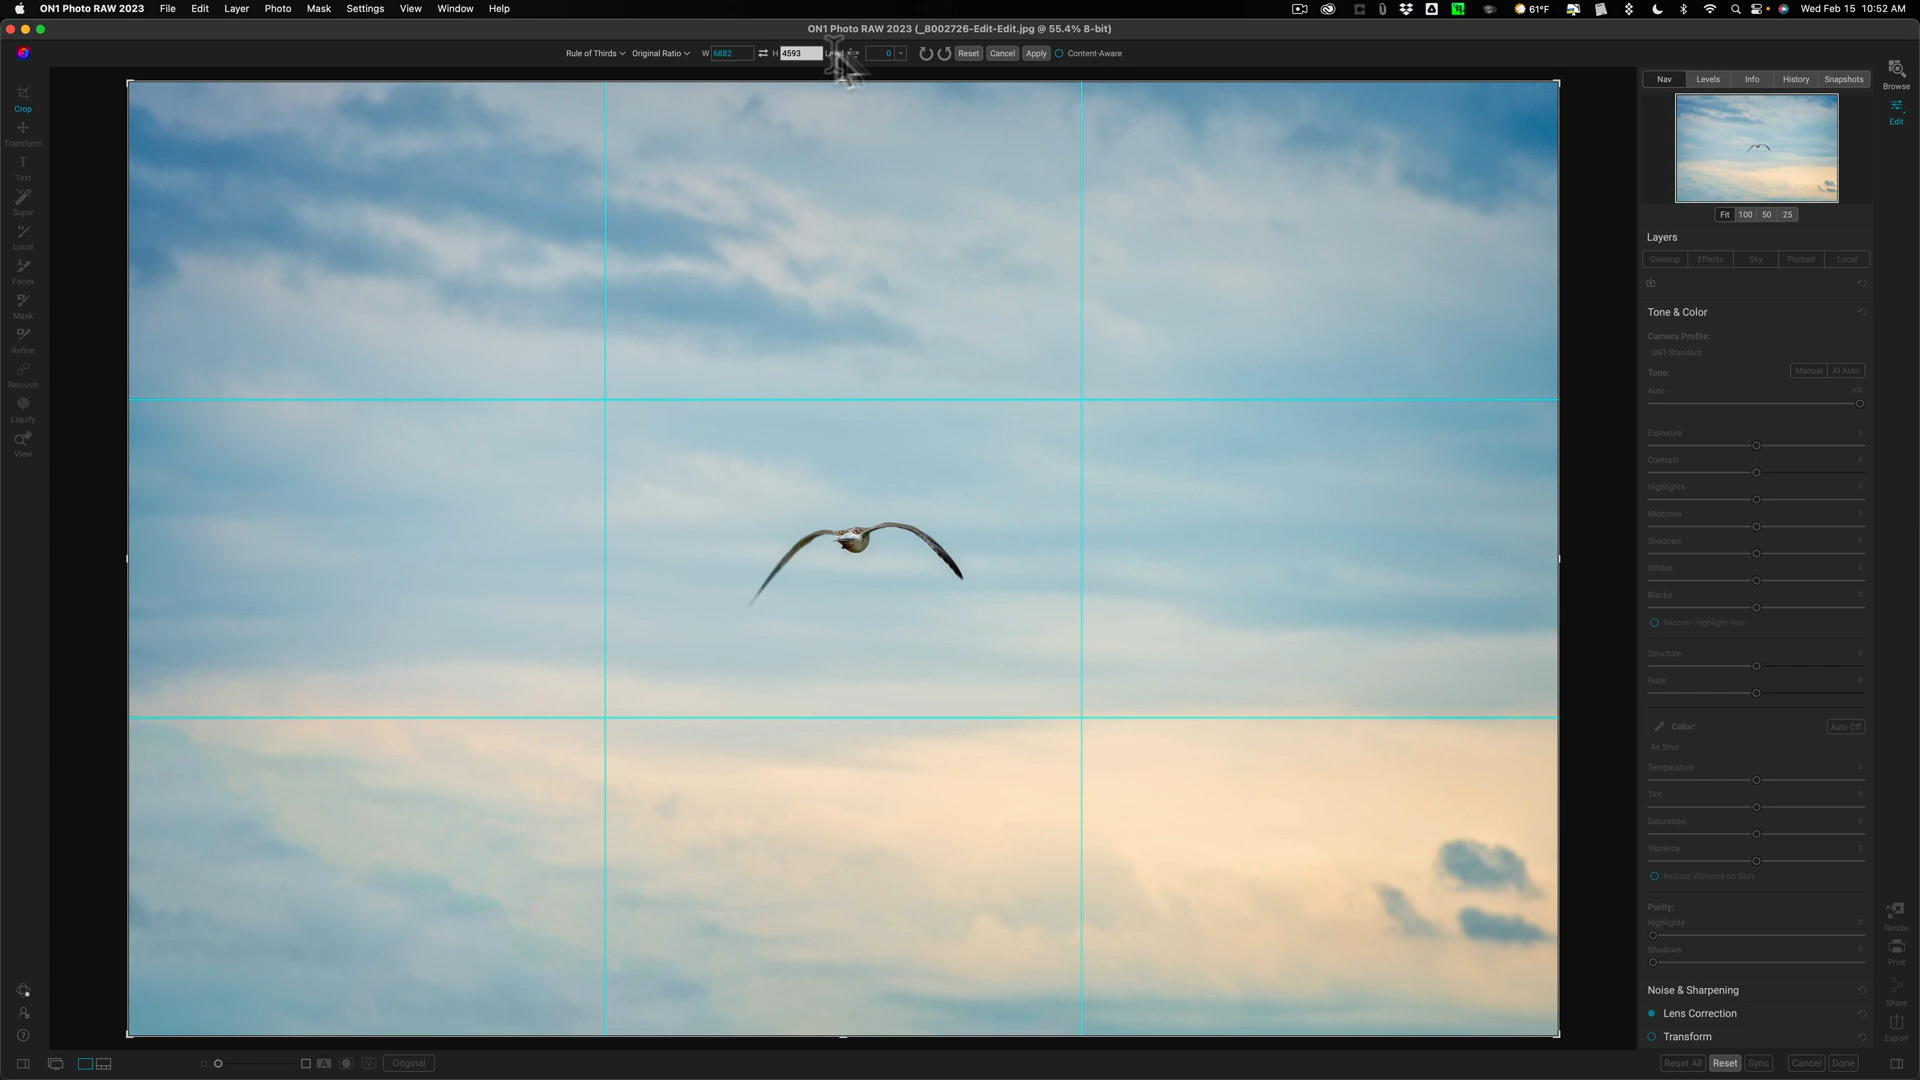 ON1 Photo RAW 2023 File Edit Layer Photo Mask Settings View Window Help 61°F Wed Feb 15 10:52 AM
ON1 Photo RAW 2023 (_8002726-Edit-Edit.jpg @ 55.4% 8-bit)
Rule of Thirds Original Ratio W 6882 H 4593 0 Reset Cancel Apply Content-Aware
Crop
Transform
Text
Super
Local
Faces
Mask
Refine
Retouch
Liquify
View
Nav Levels Info History Snapshots
Browse
Edit
Fit 100 50 25
Layers
Develop Effects Sky Portrait Local
Tone & Color
Camera Profile:
ON1 Standard
Tone: Manual AI Auto
Auto 100
Exposure 0
Contrast 0
Highlights 0
Midtones 0
Shadows 0
Whites 0
Blacks 0
Recover Highlight Hue
Structure 0
Haze 0
Color: Auto Off
As Shot
Temperature 0
Tint 0
Saturation 0
Vibrance 0
Reduce Vibrance on Skin
Purity:
Highlights 0
Shadows 0
Noise & Sharpening
Lens Correction
Transform
Resize
Print
Share
Export
A Original
Reset All Reset Sync Cancel Done